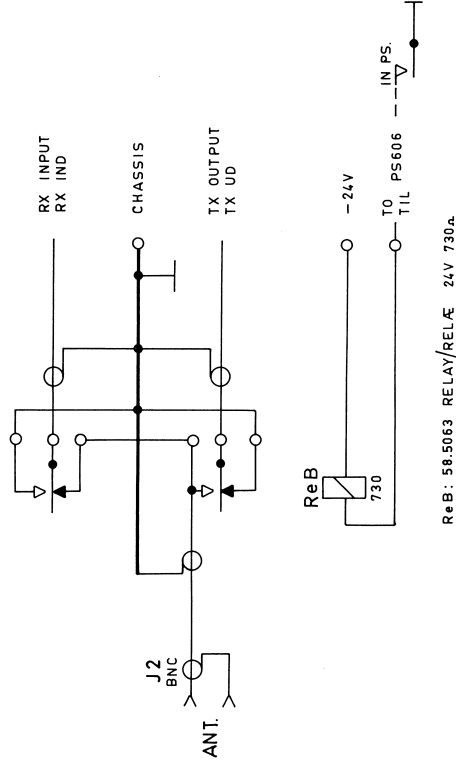 RX INPUT
RX IND
CHASSIS
TX OUTPUT
TX UD
J2
BNC
ANT.
ReB
730
-24V
TO
TIL
PS606
IN PS.
ReB: 58.5063 RELAY/RELÆ 24V 730Ω